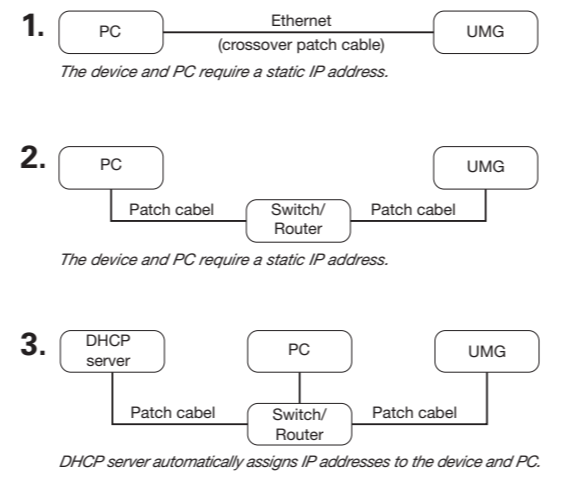 1.
PC
Ethernet
(crossover patch cable)
UMG
The device and PC require a static IP address.
2.
PC
UMG
Patch cabel
Switch/
Router
Patch cabel
The device and PC require a static IP address.
3.
DHCP
server
PC
UMG
Patch cabel
Switch/
Router
Patch cabel
DHCP server automatically assigns IP addresses to the device and PC.